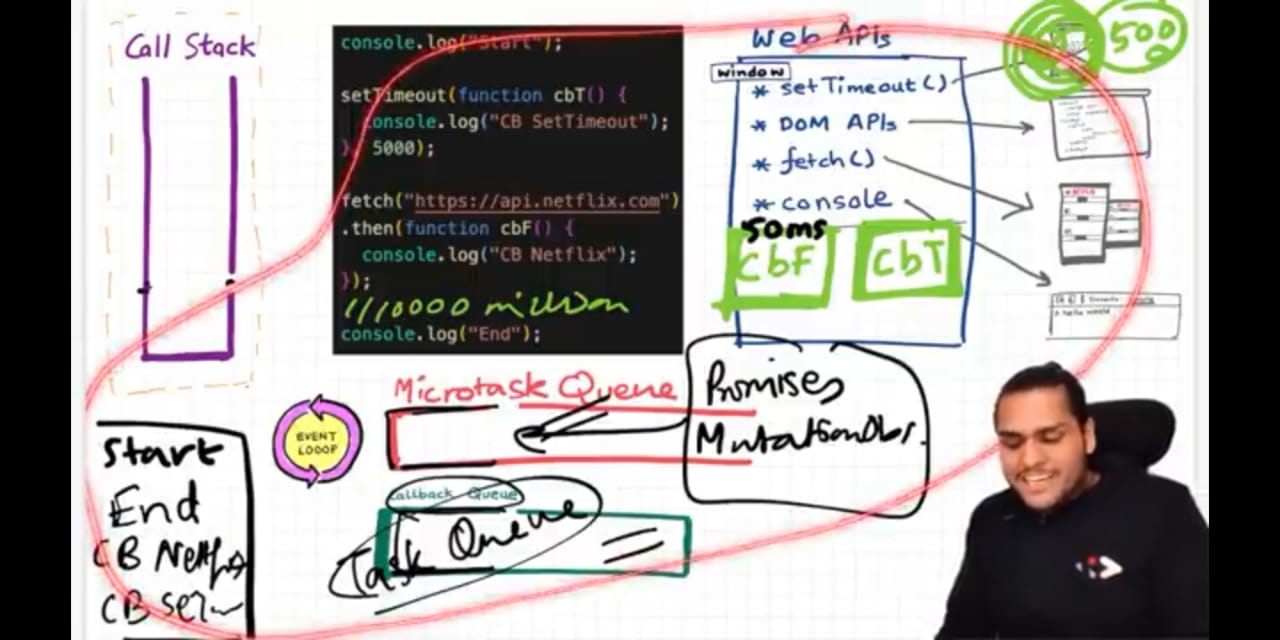 Call Stack
console.log("Start");
setTimeout(function cbT() {
console.log("CB SetTimeout");
}, 5000);
fetch("https://api.netflix.com")
.then(function cbF() {
console.log("CB Netflix");
});
// 10000 million
console.log("End");
Web APIs
window
* setTimeout()
* DOM APIs
* fetch()
* console
500
50ms
CbF
CbT
Microtask Queue
Promises
MutationObs.
EVENT
LOOOP
Callback Queue
Task Queue
Start
End
CB Netflix
CB Set